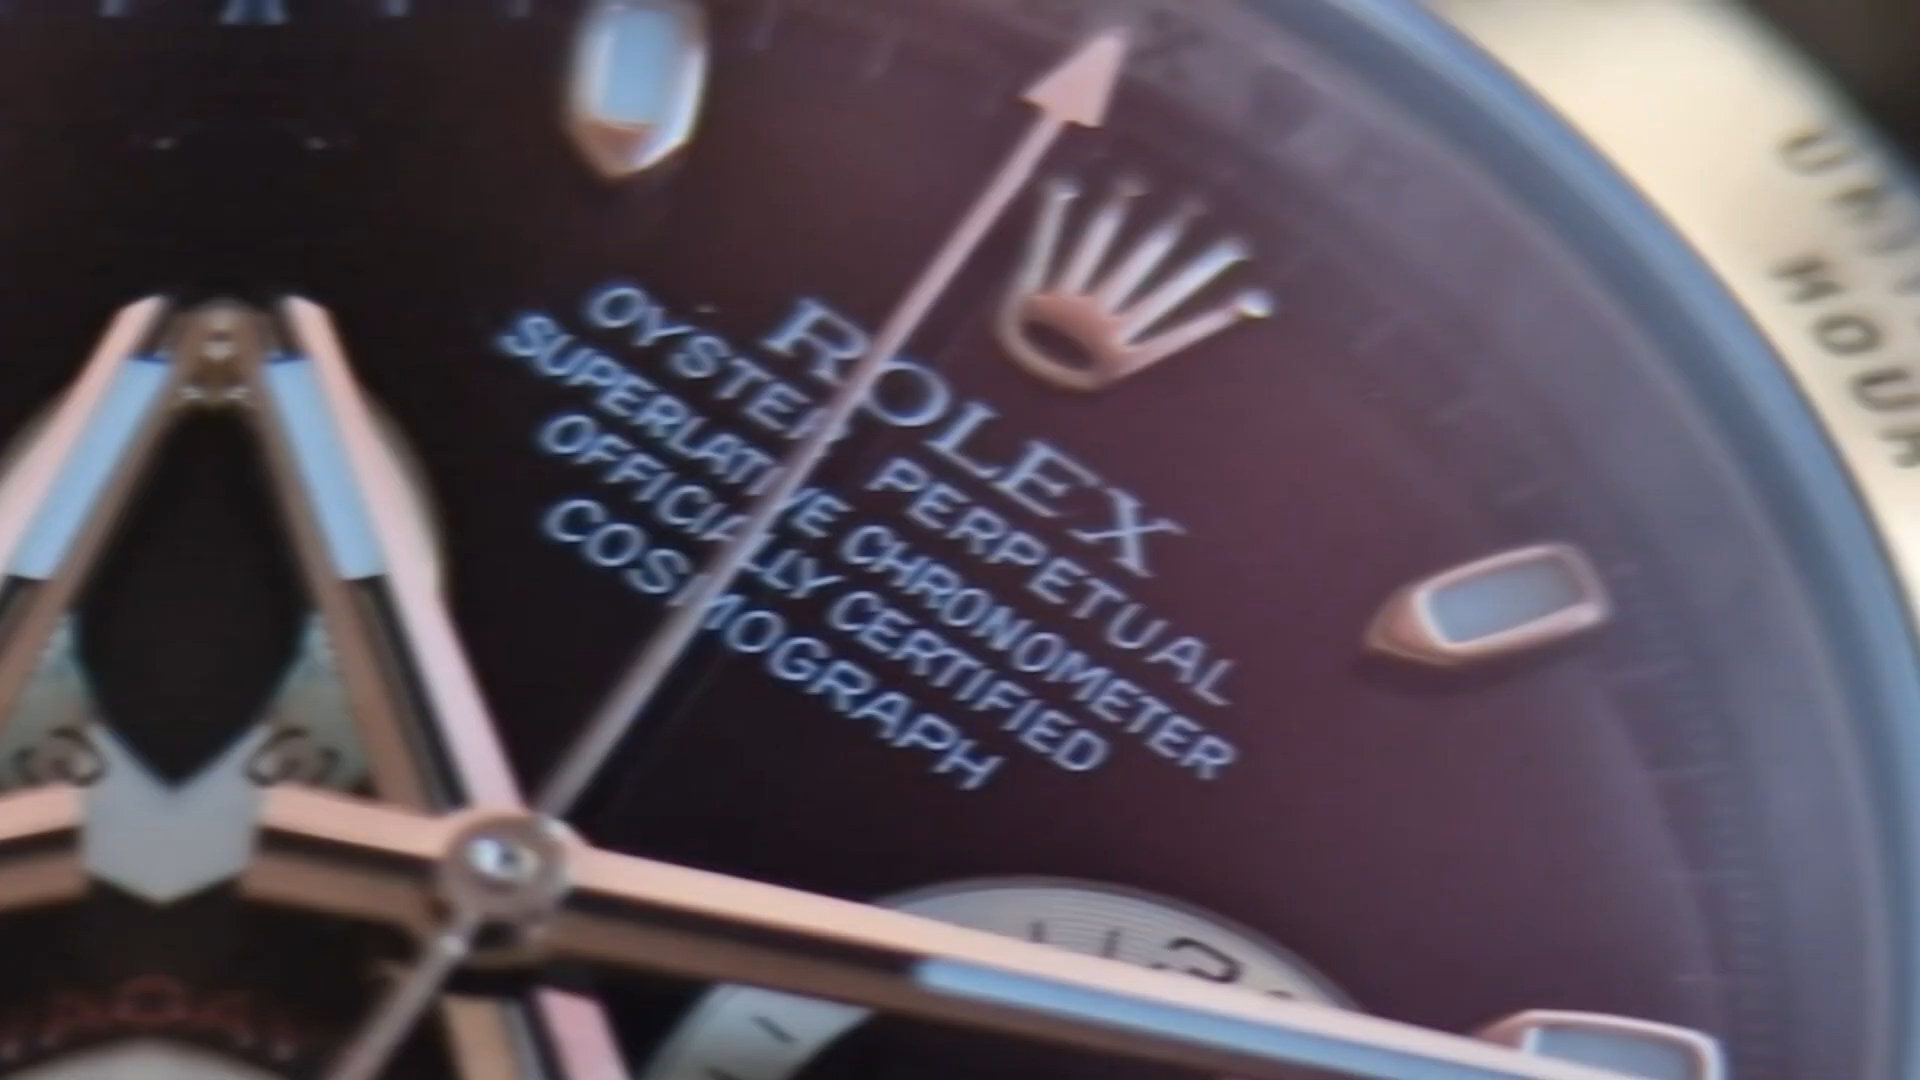 ROLEX
OYSTER PERPETUAL
SUPERLATIVE CHRONOMETER
OFFICIALLY CERTIFIED
COSMOGRAPH
HOUR